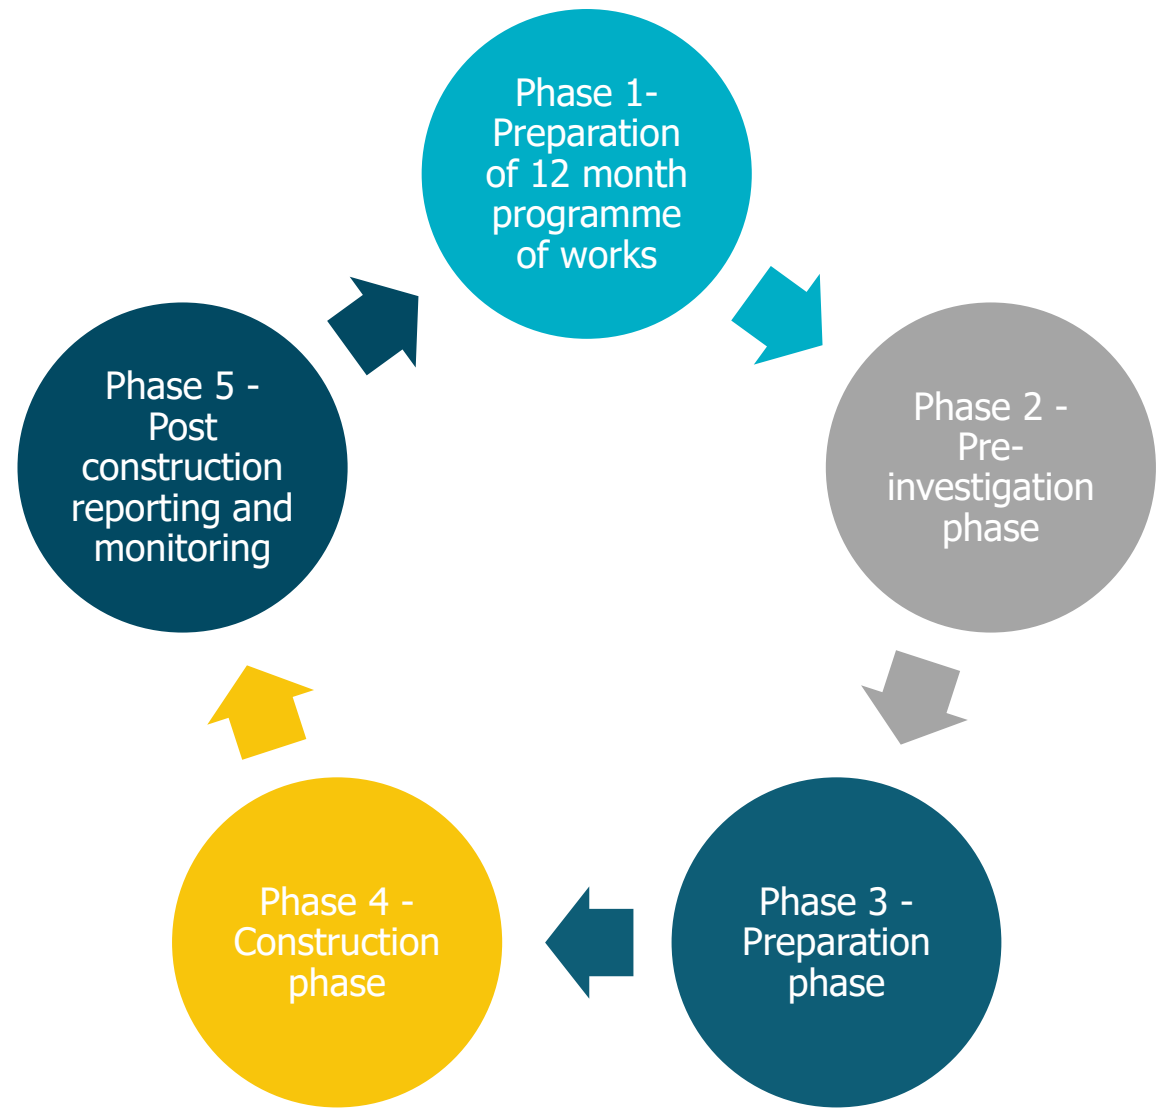 Phase 1-
Preparation
of 12 month
programme
of works
Phase 2 -
Pre-
investigation
phase
Phase 3 -
Preparation
phase
Phase 4 -
Construction
phase
Phase 5 -
Post
construction
reporting and
monitoring